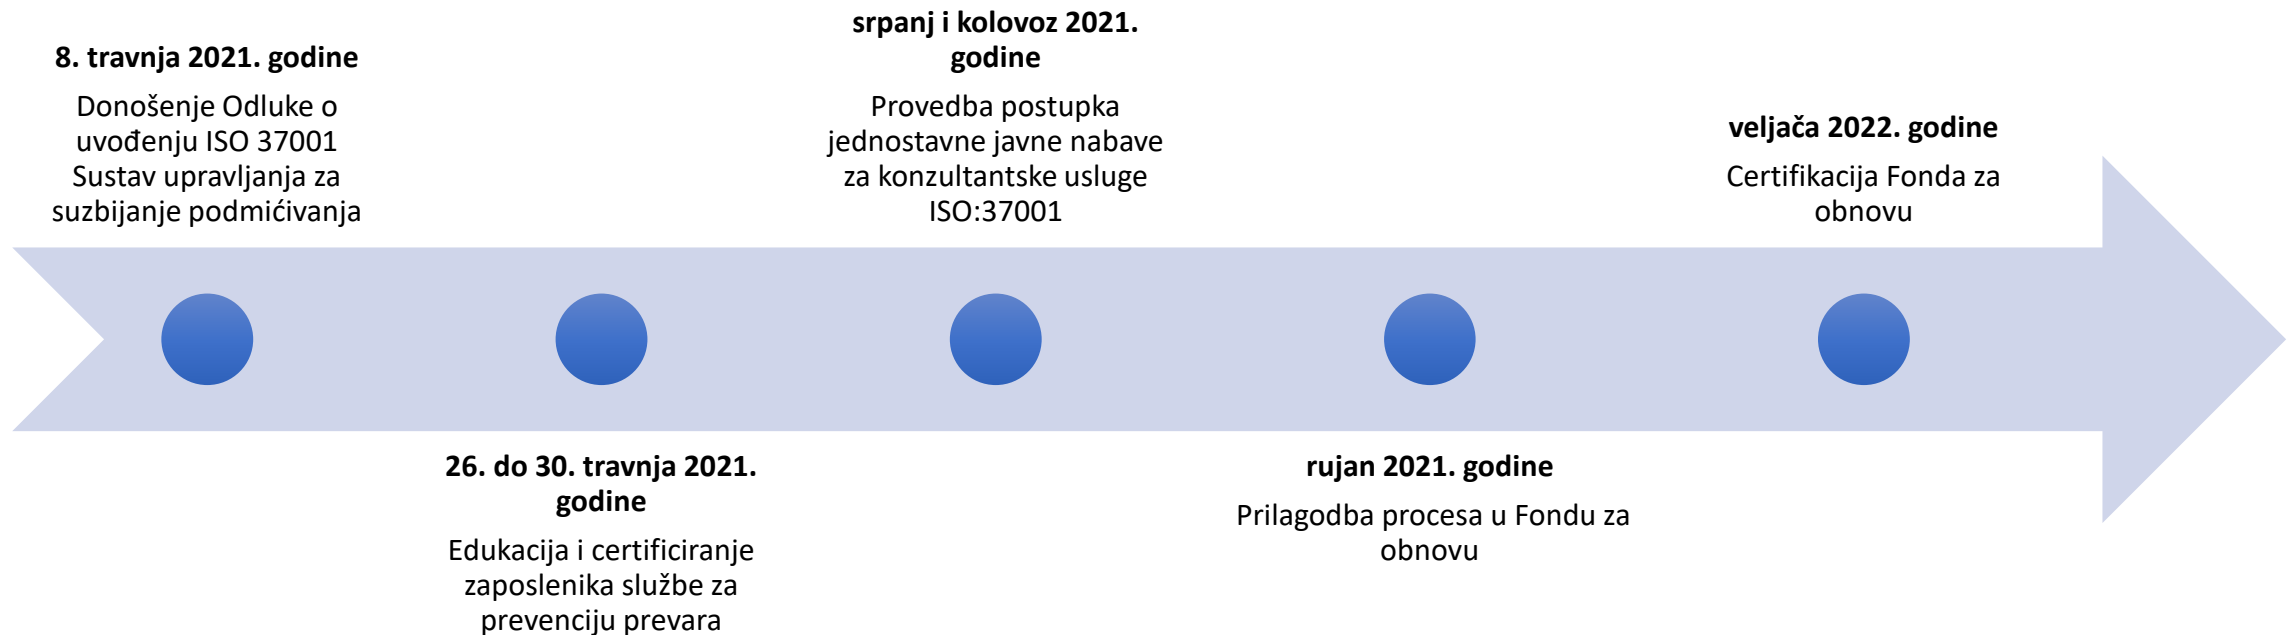 8. travnja 2021. godine
Donošenje Odluke o
uvođenju ISO 37001
Sustav upravljanja za
suzbijanje podmićivanja
26. do 30. travnja 2021.
godine
Edukacija i certificiranje
zaposlenika službe za
prevenciju prevara
srpanj i kolovoz 2021.
godine
Provedba postupka
jednostavne javne nabave
za konzultantske usluge
ISO:37001
rujan 2021. godine
Prilagodba procesa u Fondu za
obnovu
veljača 2022. godine
Certifikacija Fonda za
obnovu